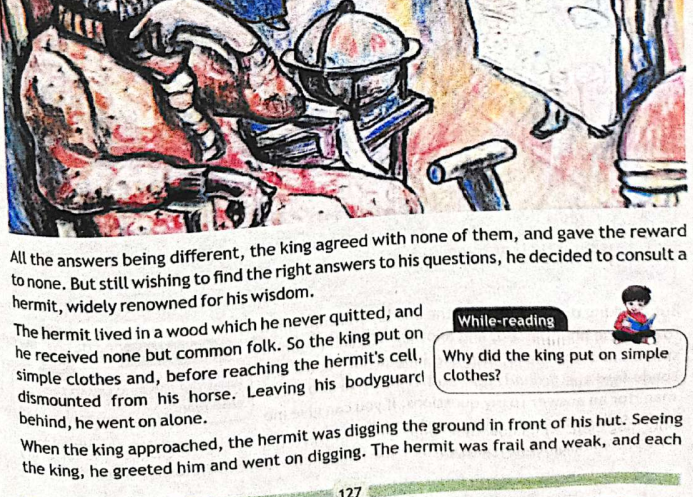 All the answers being different, the king agreed with none of them, and gave the reward
to none. But still wishing to find the right answers to his questions, he decided to consult a
hermit, widely renowned for his wisdom.
The hermit lived in a wood which he never quitted, and
he received none but common folk. So the king put on
simple clothes and, before reaching the hermit's cell,
dismounted from his horse. Leaving his bodyguard
behind, he went on alone.
While-reading
Why did the king put on simple
clothes?
When the king approached, the hermit was digging the ground in front of his hut. Seeing
the king, he greeted him and went on digging. The hermit was frail and weak, and each
127